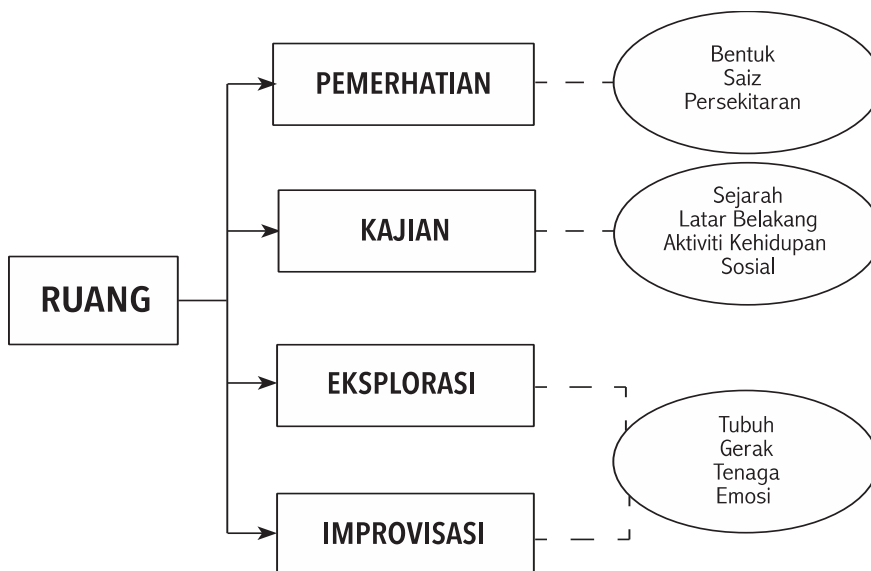 RUANG
PEMERHATIAN
Bentuk
Saiz
Persekitaran
KAJIAN
Sejarah
Latar Belakang
Aktiviti Kehidupan
Sosial
EKSPLORASI
IMPROVISASI
Tubuh
Gerak
Tenaga
Emosi